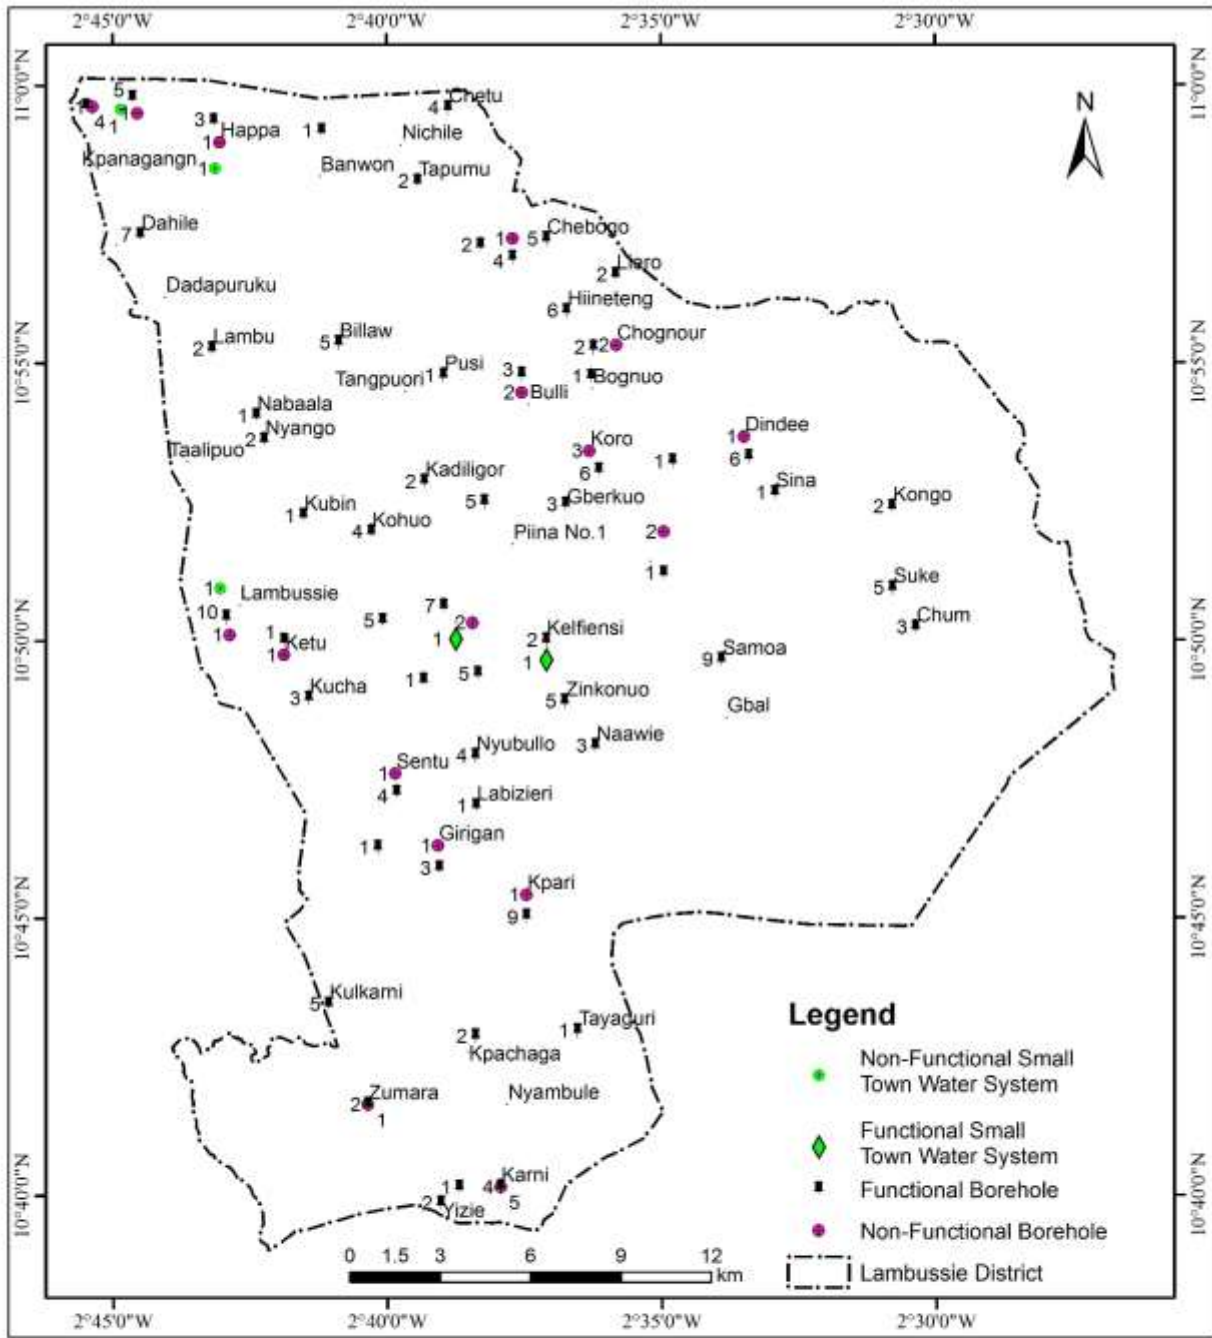 2°45'0"W
2°40'0"W
2°35'0"W
2°30'0"W
11°0'0"N
11°0'0"N
N
5
Chetu
1
4
4
1
1
3
Happa
1
Nichile
1
Kpanagangn
1
Banwon
Tapumu
2
Dahile
7
Chebogo
2
1
5
4
Liero
2
Dadapuruku
Hiineteng
6
Lambu
2
Billaw
5
Chognour
2
2
10°55'0"N
10°55'0"N
Pusi
Tangpuori
1
3
1
Bognuo
2
Bulli
Nabaala
1
Nyango
2
Taalipuo
Dindee
1
Koro
3
6
1
6
Kadiligor
2
Sina
1
5
Gberkuo
3
Kongo
2
Kubin
1
Kohuo
4
Piina No.1
2
1
Suke
5
1
Lambussie
10
7
5
Chum
3
1
1
2
Kelfiensi
2
10°50'0"N
10°50'0"N
Ketu
1
1
1
Samoa
9
5
1
Kucha
3
Zinkonuo
5
Gbal
Naawie
3
Nyubullo
4
Sentu
1
4
Labizieri
1
Girigan
1
1
3
Kpari
1
9
10°45'0"N
10°45'0"N
Kulkarni
5
Tayaguri
1
2
Kpachaga
Zumara
2
1
Nyambule
Karni
1
4
5
2
Yizie
10°40'0"N
10°40'0"N
Legend
Non-Functional Small
Town Water System
Functional Small
Town Water System
Functional Borehole
Non-Functional Borehole
Lambussie District
0 1.5 3 6 9 12
km
2°45'0"W
2°40'0"W
2°35'0"W
2°30'0"W